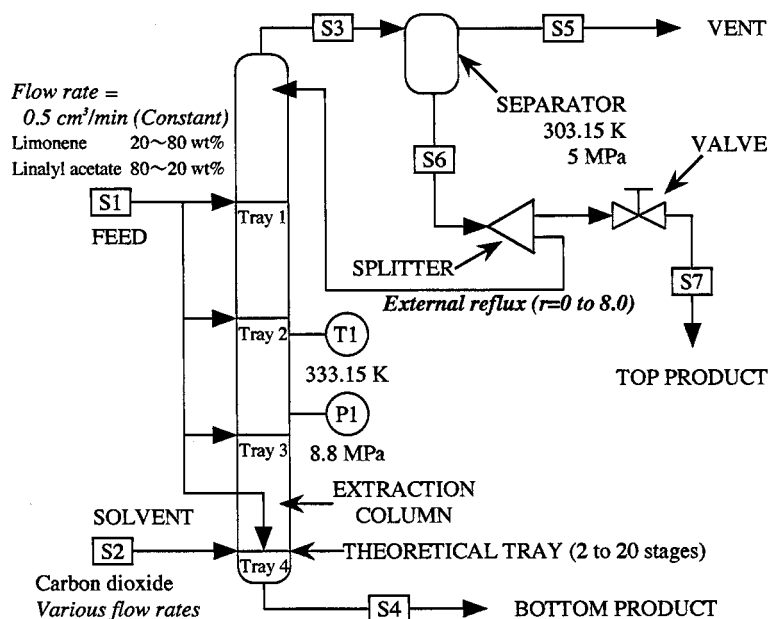 S3
S5
VENT
Flow rate =
0.5 cm³/min (Constant)
Limonene 20~80 wt%
Linalyl acetate 80~20 wt%
SEPARATOR
303.15 K
5 MPa
S6
VALVE
S1
FEED
Tray 1
SPLITTER
S7
External reflux (r=0 to 8.0)
Tray 2
T1
333.15 K
TOP PRODUCT
P1
8.8 MPa
Tray 3
EXTRACTION
COLUMN
SOLVENT
S2
THEORETICAL TRAY (2 to 20 stages)
Tray 4
Carbon dioxide
Various flow rates
S4
BOTTOM PRODUCT